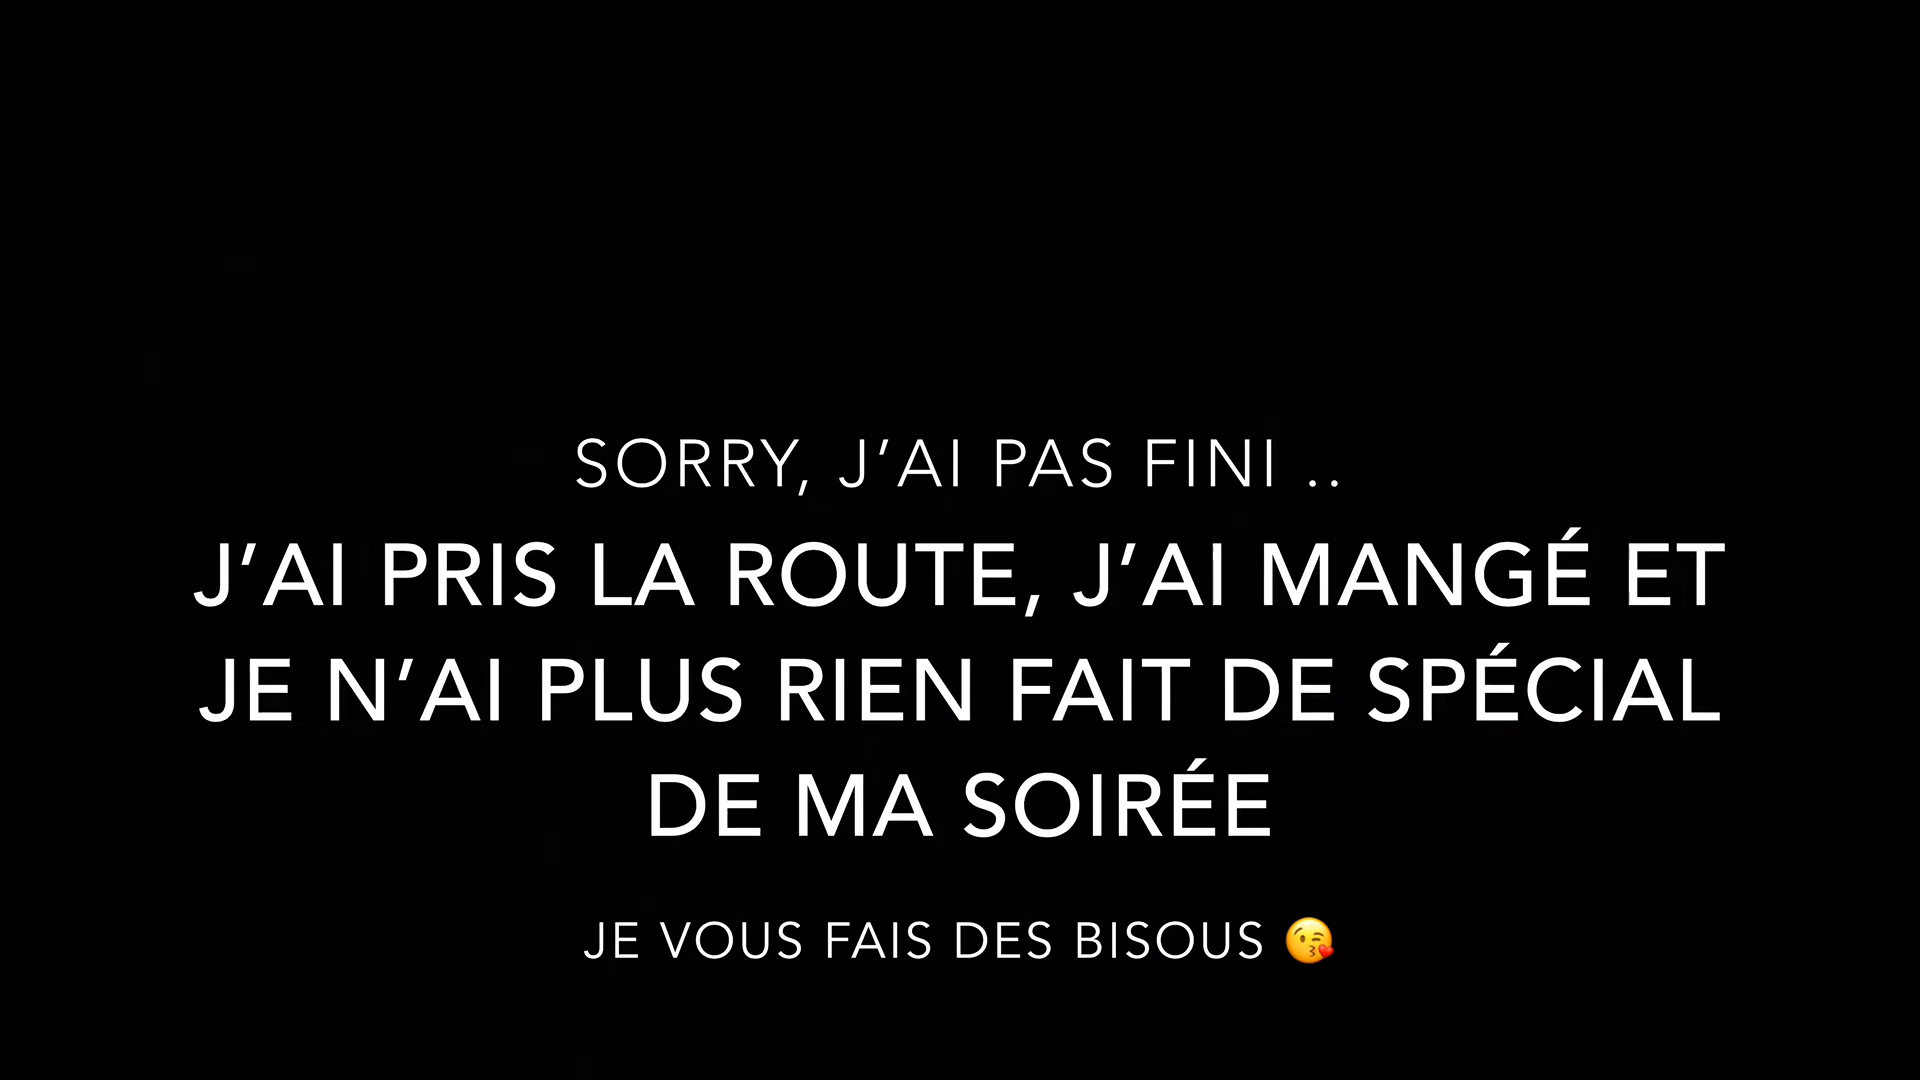 SORRY, J’AI PAS FINI ..
J’AI PRIS LA ROUTE, J’AI MANGÉ ET
JE N’AI PLUS RIEN FAIT DE SPÉCIAL
DE MA SOIRÉE
JE VOUS FAIS DES BISOUS 😘